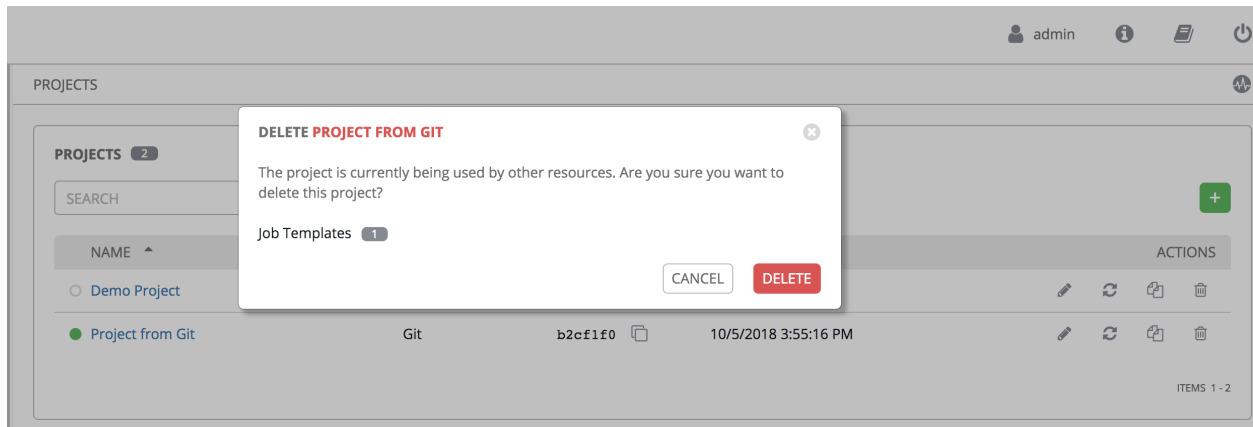 admin
PROJECTS
DELETE PROJECT FROM GIT
The project is currently being used by other resources. Are you sure you want to
delete this project?
Job Templates 1
CANCEL DELETE
PROJECTS 2
SEARCH
+
NAME ACTIONS
Demo Project
Project from Git Git b2cf1f0 10/5/2018 3:55:16 PM
ITEMS 1 - 2